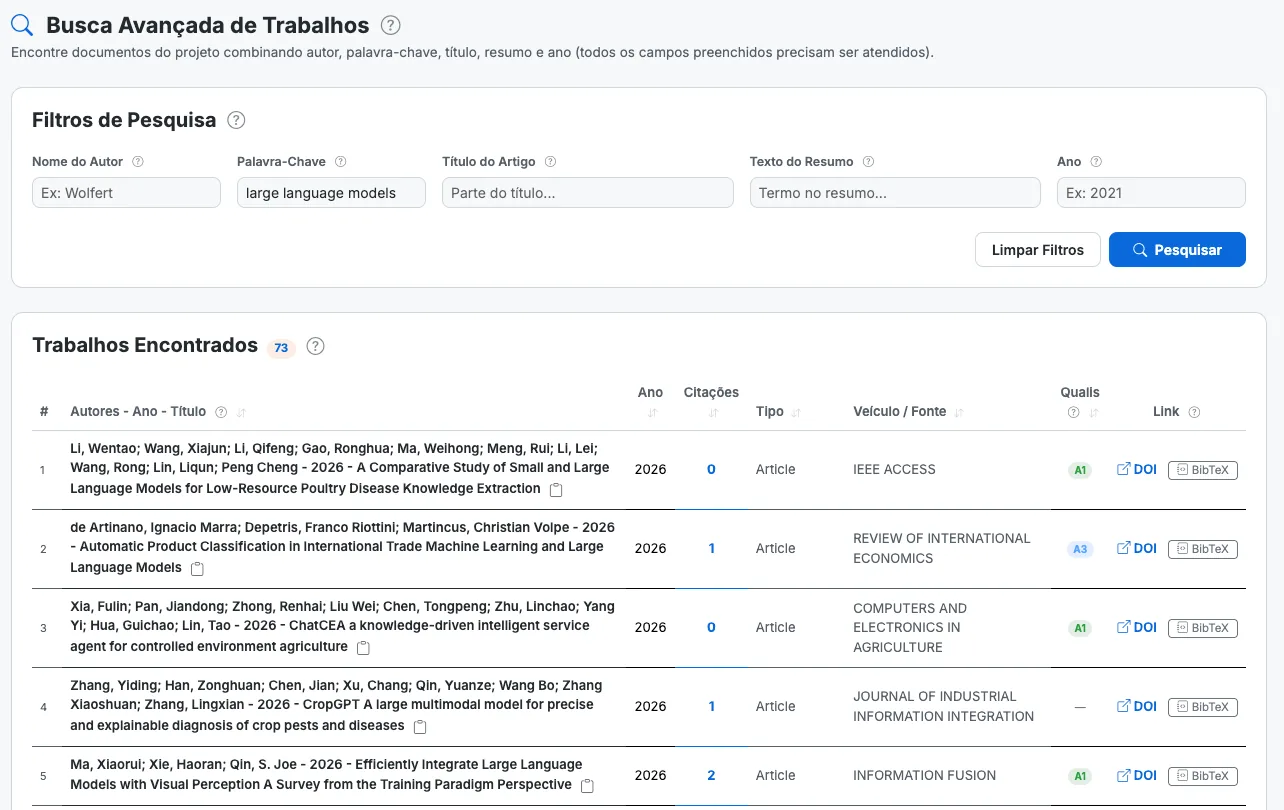 Busca Avançada de Trabalhos ?
Encontre documentos do projeto combinando autor, palavra-chave, título, resumo e ano (todos os campos preenchidos precisam ser atendidos).
Filtros de Pesquisa ?
Nome do Autor ? Palavra-Chave ? Título do Artigo ? Texto do Resumo ? Ano ?
Ex: Wolfert large language models Parte do título... Termo no resumo... Ex: 2021
Limpar Filtros Pesquisar
Trabalhos Encontrados 73 ?
# Autores - Ano - Título ? Ano Citações Tipo Veículo / Fonte Qualis ? Link ?
1 Li, Wentao; Wang, Xiajun; Li, Qifeng; Gao, Ronghua; Ma, Weihong; Meng, Rui; Li, Lei;
Wang, Rong; Lin, Liqun; Peng Cheng - 2026 - A Comparative Study of Small and Large
Language Models for Low-Resource Poultry Disease Knowledge Extraction
2026 0 Article IEEE ACCESS A1 DOI BibTeX
2 de Artinano, Ignacio Marra; Depetris, Franco Riottini; Martincus, Christian Volpe - 2026
- Automatic Product Classification in International Trade Machine Learning and Large
Language Models
2026 1 Article REVIEW OF INTERNATIONAL
ECONOMICS
A3 DOI BibTeX
3 Xia, Fulin; Pan, Jiandong; Zhong, Renhai; Liu Wei; Chen, Tongpeng; Zhu, Linchao; Yang
Yi; Hua, Guichao; Lin, Tao - 2026 - ChatCEA a knowledge-driven intelligent service
agent for controlled environment agriculture
2026 0 Article COMPUTERS AND
ELECTRONICS IN
AGRICULTURE
A1 DOI BibTeX
4 Zhang, Yiding; Han, Zonghuan; Chen, Jian; Xu, Chang; Qin, Yuanze; Wang Bo; Zhang
Xiaoshuan; Zhang, Lingxian - 2026 - CropGPT A large multimodal model for precise
and explainable diagnosis of crop pests and diseases
2026 1 Article JOURNAL OF INDUSTRIAL
INFORMATION INTEGRATION
— DOI BibTeX
5 Ma, Xiaorui; Xie, Haoran; Qin, S. Joe - 2026 - Efficiently Integrate Large Language
Models with Visual Perception A Survey from the Training Paradigm Perspective
2026 2 Article INFORMATION FUSION A1 DOI BibTeX